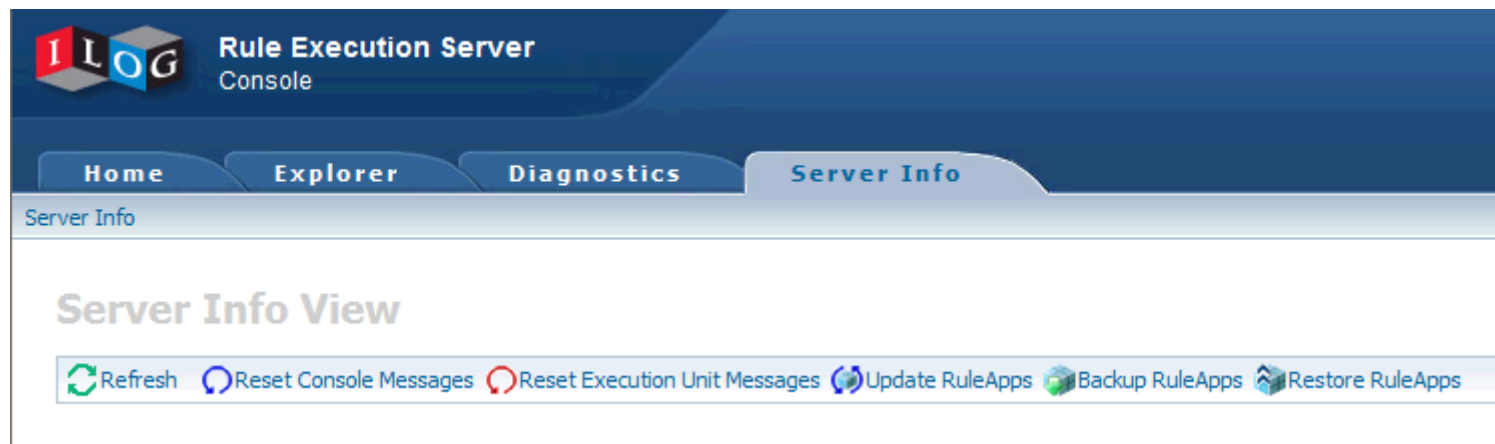 ILOG
Rule Execution Server
Console
Home Explorer Diagnostics Server Info
Server Info
Server Info View
Refresh Reset Console Messages Reset Execution Unit Messages Update RuleApps Backup RuleApps Restore RuleApps